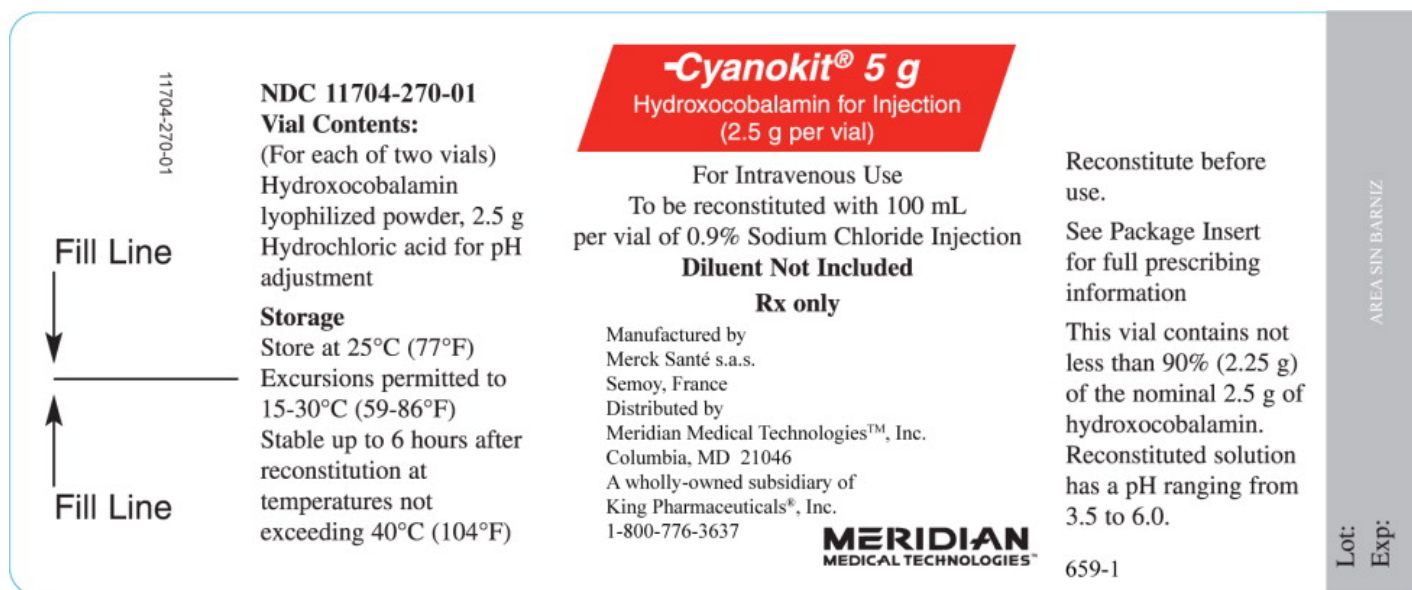 11704-270-01
Fill Line
Fill Line
NDC 11704-270-01
Vial Contents:
(For each of two vials)
Hydroxocobalamin
lyophilized powder, 2.5 g
Hydrochloric acid for pH
adjustment
Storage
Store at 25°C (77°F)
Excursions permitted to
15-30°C (59-86°F)
Stable up to 6 hours after
reconstitution at
temperatures not
exceeding 40°C (104°F)
Cyanokit® 5 g
Hydroxocobalamin for Injection
(2.5 g per vial)
For Intravenous Use
To be reconstituted with 100 mL
per vial of 0.9% Sodium Chloride Injection
Diluent Not Included
Rx only
Manufactured by
Merck Santé s.a.s.
Semoy, France
Distributed by
Meridian Medical Technologies™, Inc.
Columbia, MD 21046
A wholly-owned subsidiary of
King Pharmaceuticals®, Inc.
1-800-776-3637
MERIDIAN
MEDICAL TECHNOLOGIES™
Reconstitute before
use.
See Package Insert
for full prescribing
information
This vial contains not
less than 90% (2.25 g)
of the nominal 2.5 g of
hydroxocobalamin.
Reconstituted solution
has a pH ranging from
3.5 to 6.0.
659-1
AREA SIN BARNIZ
Lot:
Exp: